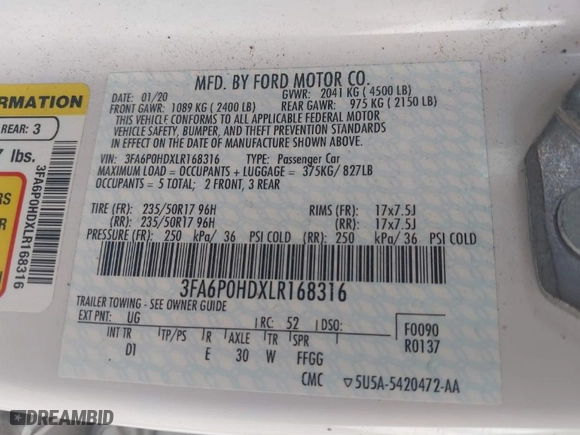 MFD. BY FORD MOTOR CO.
DATE: 01/20 GVWR: 2041 KG ( 4500 LB)
FRONT GAWR: 1089 KG ( 2400 LB) REAR GAWR: 975 KG ( 2150 LB)
THIS VEHICLE CONFORMS TO ALL APPLICABLE FEDERAL MOTOR
VEHICLE SAFETY, BUMPER, AND THEFT PREVENTION STANDARDS
IN EFFECT ON THE DATE OF MANUFACTURE SHOWN ABOVE.
VIN: 3FA6P0HDXLR168316 TYPE: Passenger Car
MAXIMUM LOAD = OCCUPANTS + LUGGAGE = 375KG/ 827LB
OCCUPANTS = 5 TOTAL; 2 FRONT, 3 REAR
TIRE (FR): 235/50R17 96H RIMS (FR): 17x7.5J
(RR): 235/50R17 96H (RR): 17x7.5J
PRESSURE (FR): 250 kPa/ 36 PSI COLD (RR): 250 kPa/ 36 PSI COLD
3FA6P0HDXLR168316
TRAILER TOWING - SEE OWNER GUIDE
EXT PNT: UG RC: 52 DSO: F0090
INT TR TP/PS R AXLE TR SPR R0137
D1 E 30 W FFGG
CMC ▽5U5A-5420472-AA
ORMATION
REAR: 3
7 lbs.
3FA6P0HDXLR168316
DREAMBID